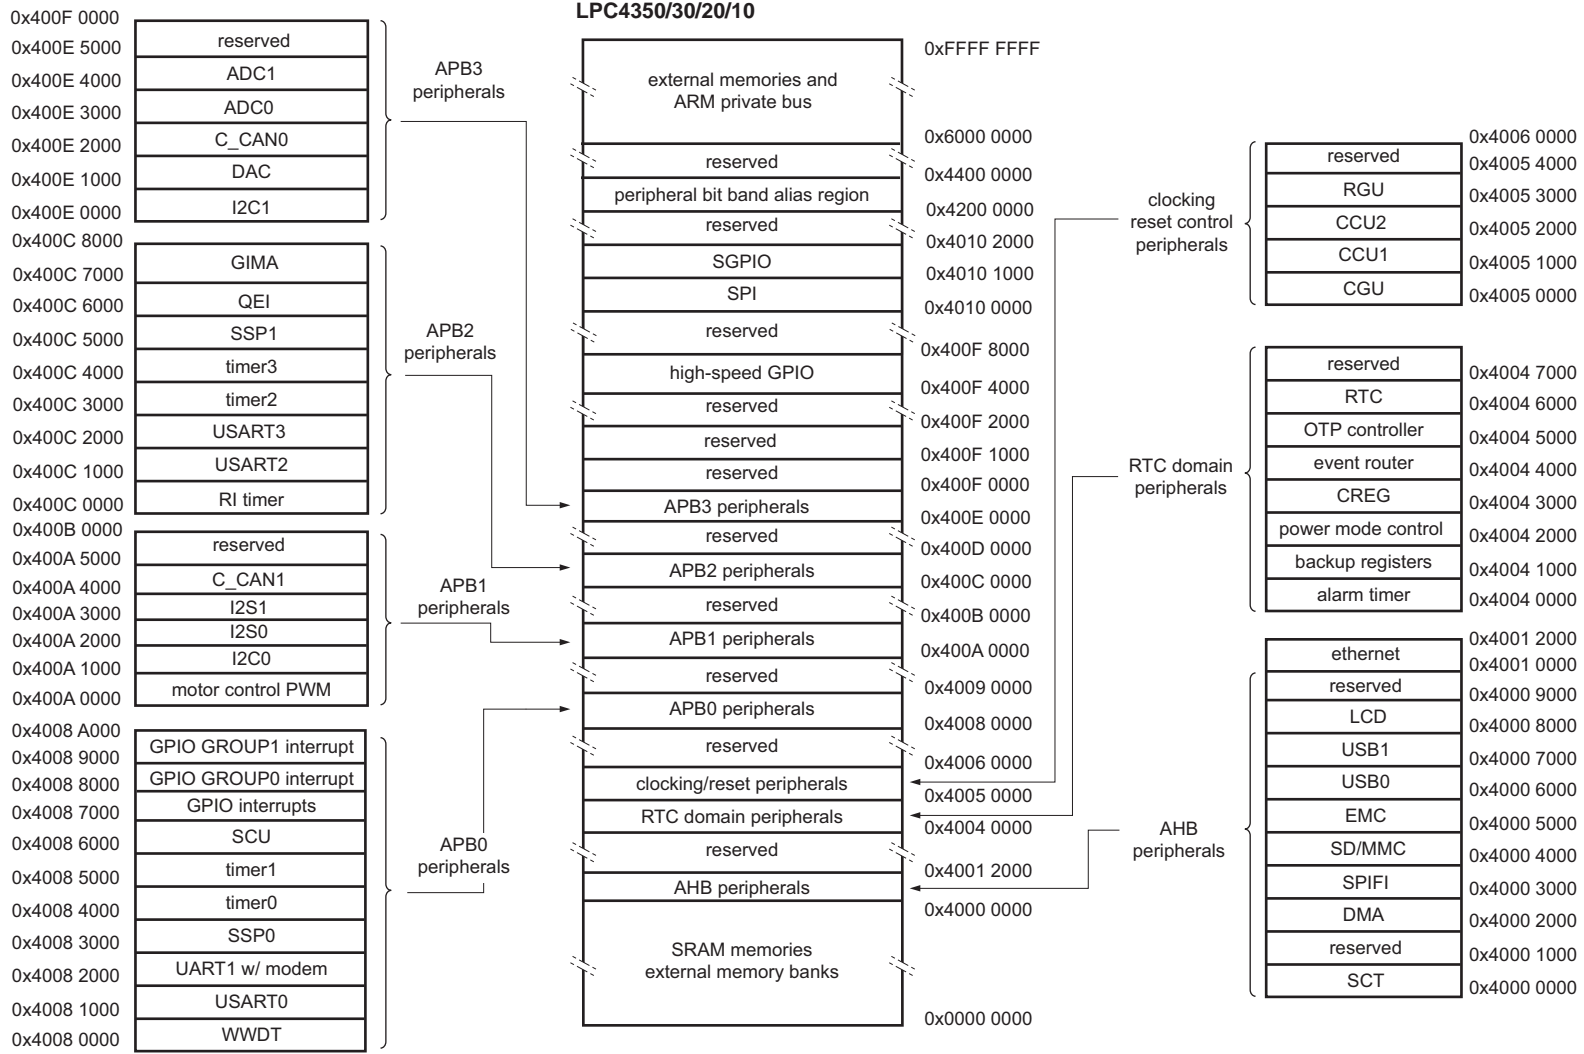 LPC4350/30/20/10
0x400F 0000
reserved
0x400E 5000
ADC1
0x400E 4000
ADC0
0x400E 3000
C_CAN0
0x400E 2000
DAC
0x400E 1000
I2C1
0x400E 0000
APB3
peripherals
0x400C 8000
GIMA
0x400C 7000
QEI
0x400C 6000
SSP1
0x400C 5000
timer3
0x400C 4000
timer2
0x400C 3000
USART3
0x400C 2000
USART2
0x400C 1000
RI timer
0x400C 0000
APB2
peripherals
0x400B 0000
reserved
0x400A 5000
C_CAN1
0x400A 4000
I2S1
0x400A 3000
I2S0
0x400A 2000
I2C0
0x400A 1000
motor control PWM
0x400A 0000
APB1
peripherals
0x4008 A000
GPIO GROUP1 interrupt
0x4008 9000
GPIO GROUP0 interrupt
0x4008 8000
GPIO interrupts
0x4008 7000
SCU
0x4008 6000
timer1
0x4008 5000
timer0
0x4008 4000
SSP0
0x4008 3000
UART1 w/ modem
0x4008 2000
USART0
0x4008 1000
WWDT
0x4008 0000
APB0
peripherals
0xFFFF FFFF
external memories and
ARM private bus
0x6000 0000
reserved
0x4400 0000
peripheral bit band alias region
0x4200 0000
reserved
0x4010 2000
SGPIO
0x4010 1000
SPI
0x4010 0000
reserved
0x400F 8000
high-speed GPIO
0x400F 4000
reserved
0x400F 2000
reserved
0x400F 1000
reserved
0x400F 0000
APB3 peripherals
0x400E 0000
reserved
0x400D 0000
APB2 peripherals
0x400C 0000
reserved
0x400B 0000
APB1 peripherals
0x400A 0000
reserved
0x4009 0000
APB0 peripherals
0x4008 0000
reserved
0x4006 0000
clocking/reset peripherals
0x4005 0000
RTC domain peripherals
0x4004 0000
reserved
0x4001 2000
AHB peripherals
0x4000 0000
SRAM memories
external memory banks
0x0000 0000
clocking
reset control
peripherals
0x4006 0000
reserved
0x4005 4000
RGU
0x4005 3000
CCU2
0x4005 2000
CCU1
0x4005 1000
CGU
0x4005 0000
RTC domain
peripherals
reserved
0x4004 7000
RTC
0x4004 6000
OTP controller
0x4004 5000
event router
0x4004 4000
CREG
0x4004 3000
power mode control
0x4004 2000
backup registers
0x4004 1000
alarm timer
0x4004 0000
AHB
peripherals
0x4001 2000
ethernet
0x4001 0000
reserved
0x4000 9000
LCD
0x4000 8000
USB1
0x4000 7000
USB0
0x4000 6000
EMC
0x4000 5000
SD/MMC
0x4000 4000
SPIFI
0x4000 3000
DMA
0x4000 2000
reserved
0x4000 1000
SCT
0x4000 0000